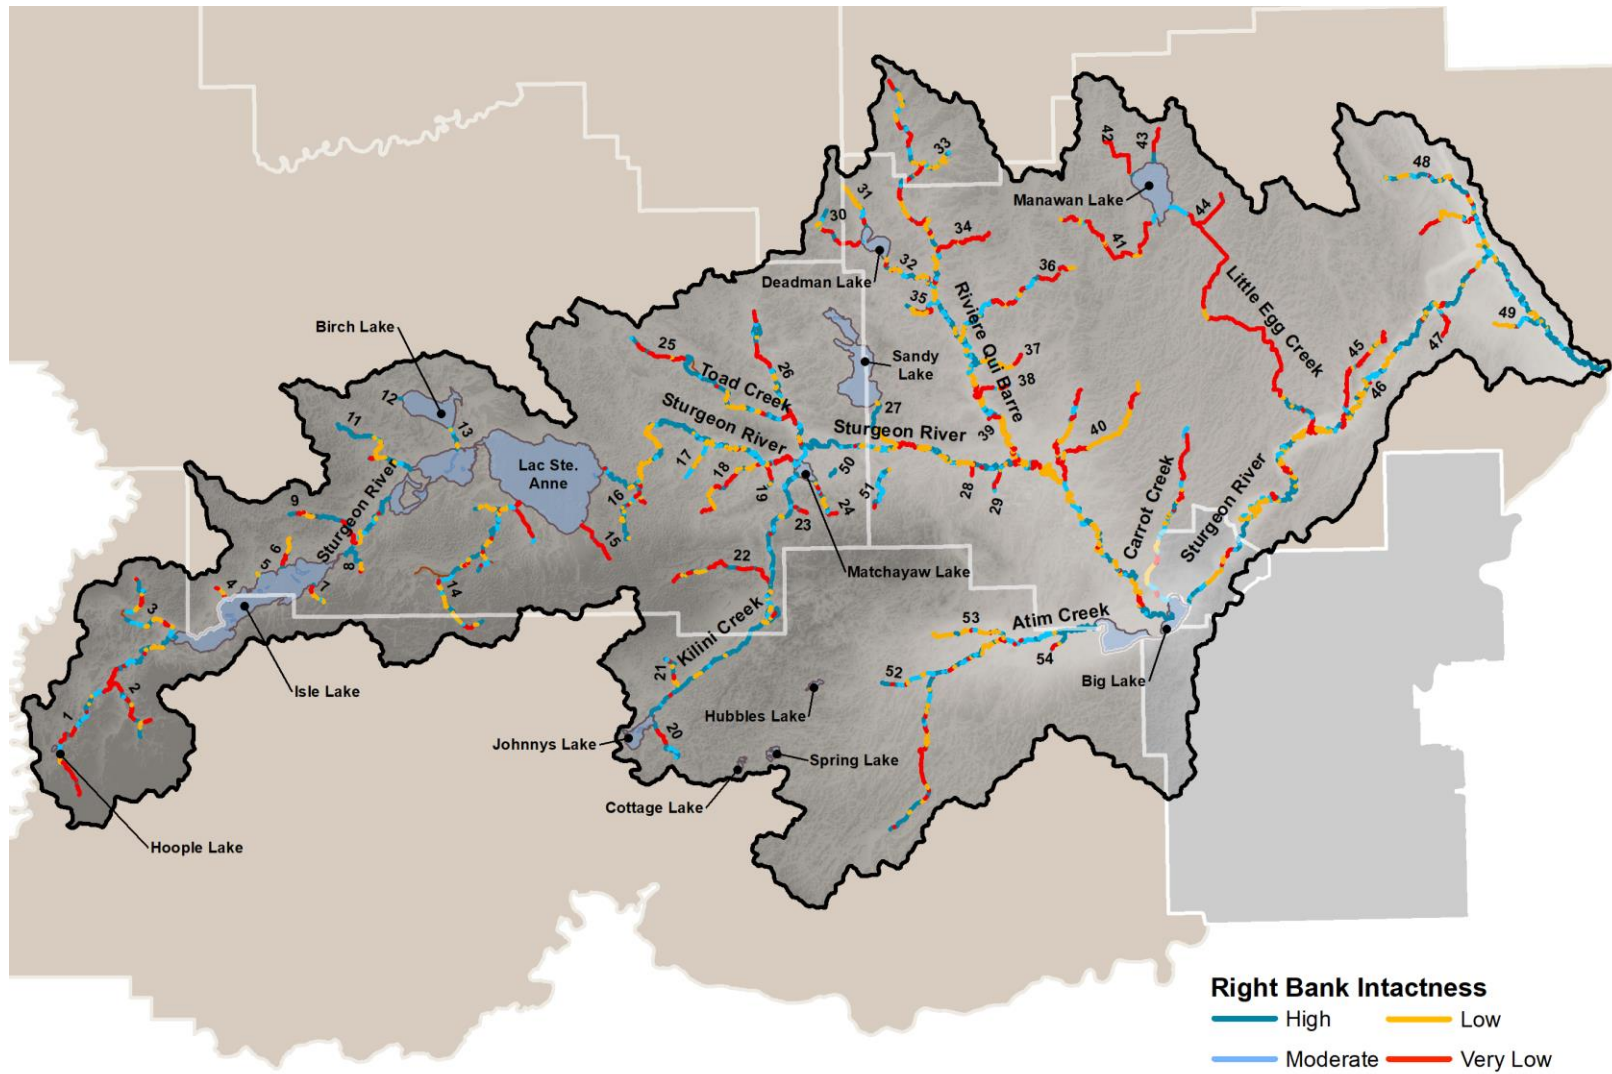 33
42
43
48
31
Manawan Lake
30
44
34
41
32
36
Deadman Lake
35
Riviere Qui Barre
Little Egg Creek
49
Birch Lake
25
26
Sandy
Lake
37
45
47
Toad Creek
38
46
12
27
11
13
Sturgeon River
Sturgeon River
39
40
17
18
Lac Ste.
Anne
50
19
16
51
28
9
24
29
Sturgeon River
23
Carrot Creek
Sturgeon River
15
6
5
8
22
Matchayaw Lake
4
7
14
3
Kilini Creek
53
Atim Creek
54
21
52
Big Lake
2
Isle Lake
1
Hubbles Lake
20
Johnnys Lake
Spring Lake
Cottage Lake
Hoople Lake
Right Bank Intactness
High
Low
Moderate
Very Low